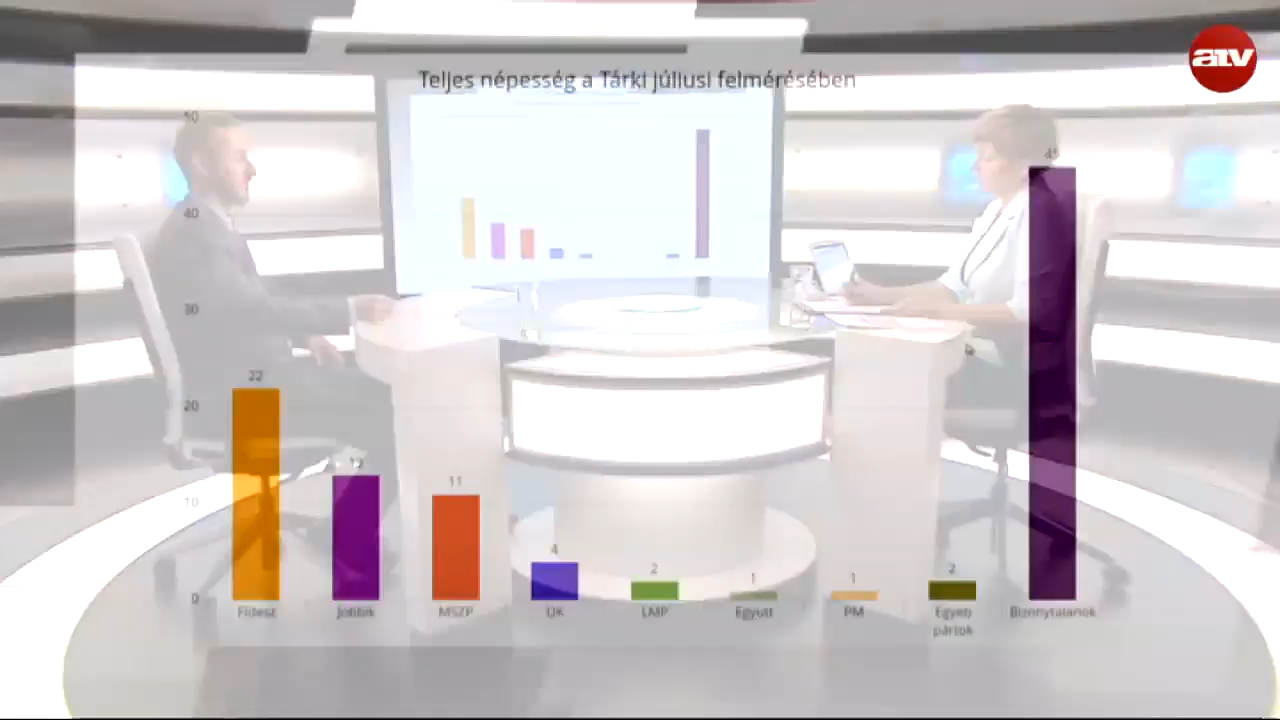 atv
Teljes népesség a Tárki júliusi felmérésében
50
40
30
20
10
0
22
13
11
4
2
1
1
2
45
Fidesz
Jobbik
MSZP
DK
LMP
Együtt
PM
Egyéb
pártok
Bizonytalanok